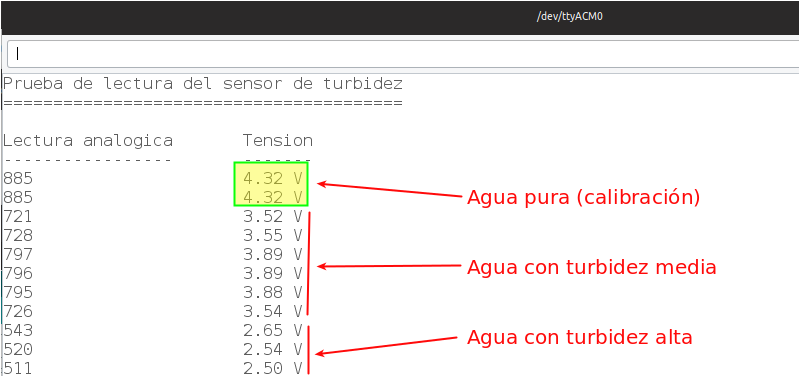 /dev/ttyACM0
Prueba de lectura del sensor de turbidez
========================================
Lectura analogica Tension
----------------- -------
885 4.32 V
885 4.32 V
Agua pura (calibración)
721 3.52 V
728 3.55 V
797 3.89 V
796 3.89 V
Agua con turbidez media
795 3.88 V
726 3.54 V
543 2.65 V
Agua con turbidez alta
520 2.54 V
511 2.50 V